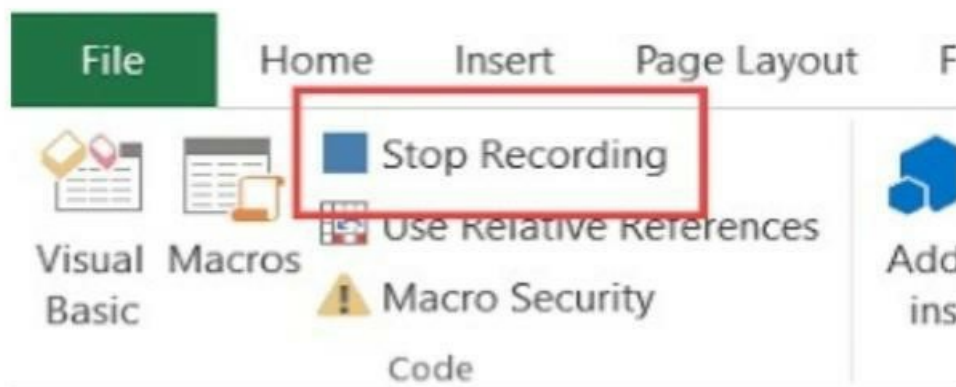 File Home Insert Page Layout F
Stop Recording
Use Relative References
Visual Basic
Macros
Macro Security
Add
ins
Code